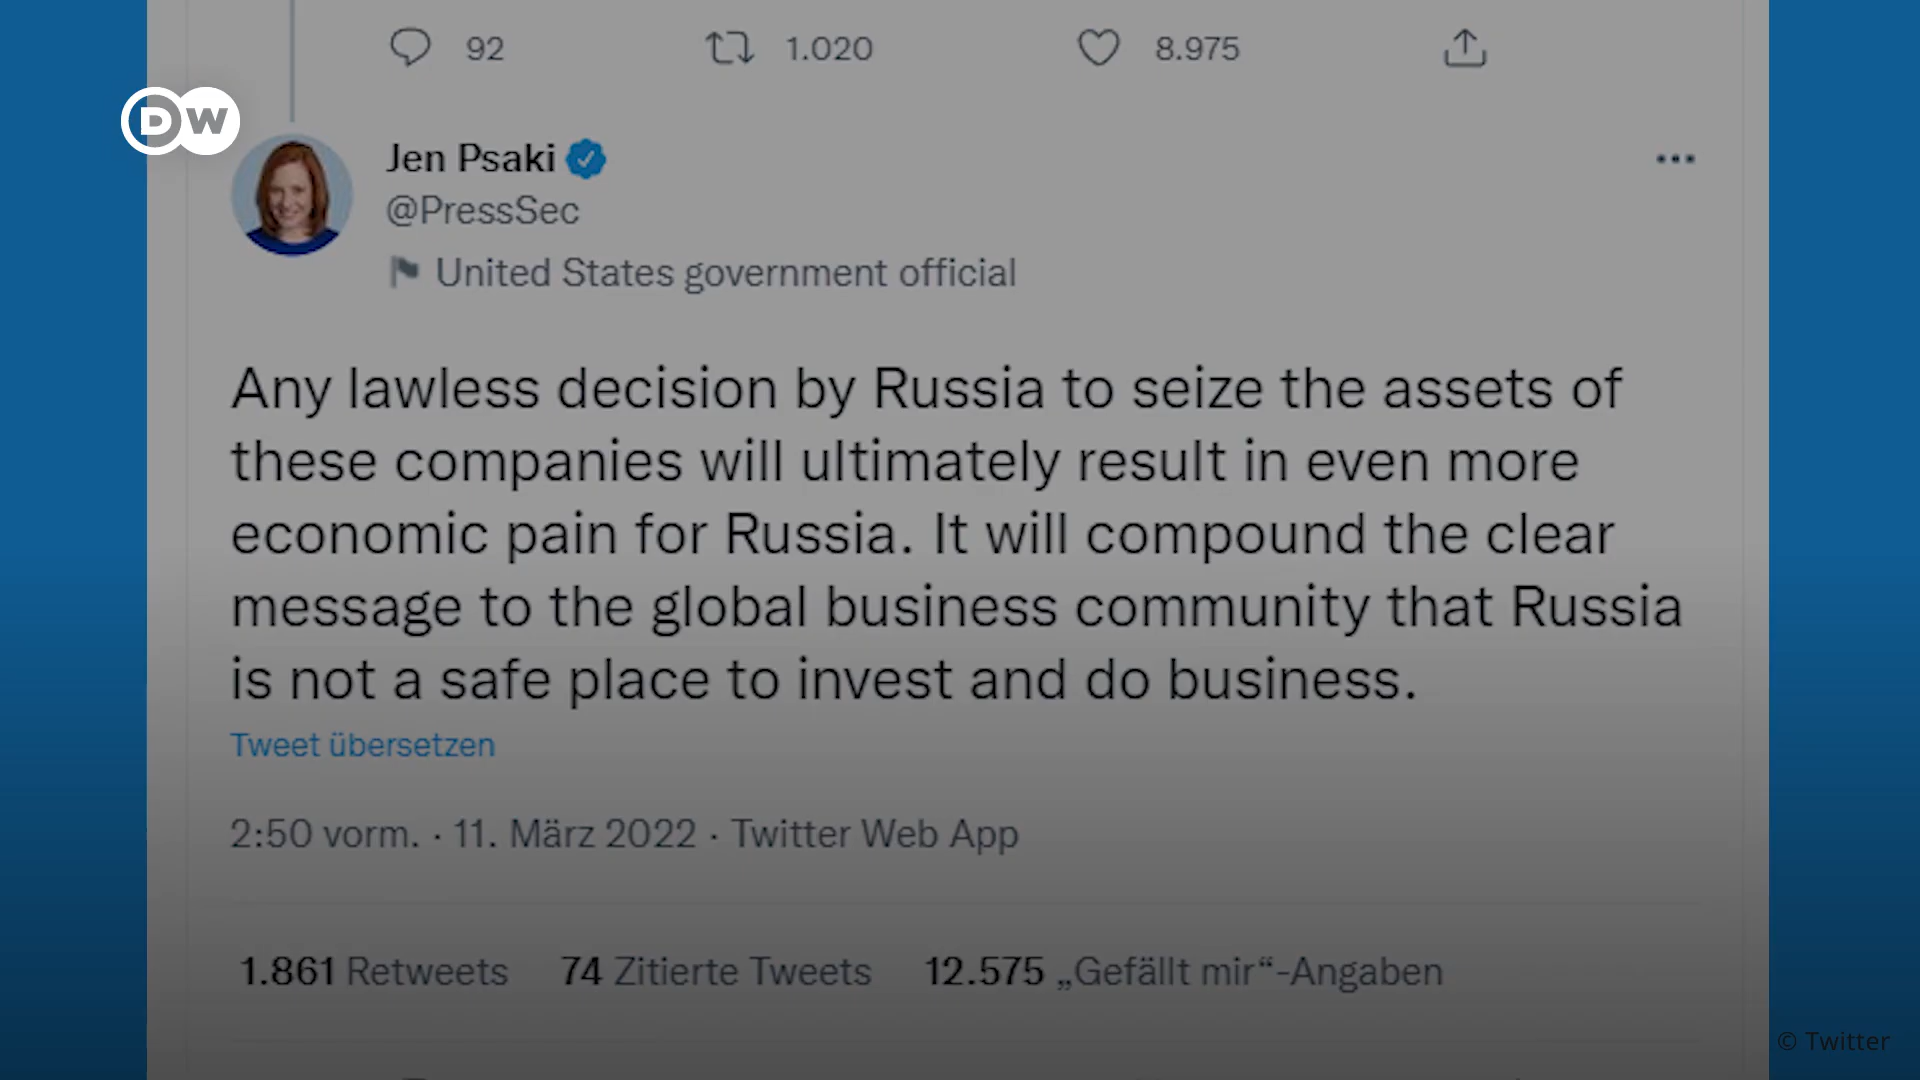 92 1.020 8.975
DW
Jen Psaki
@PressSec
United States government official
Any lawless decision by Russia to seize the assets of
these companies will ultimately result in even more
economic pain for Russia. It will compound the clear
message to the global business community that Russia
is not a safe place to invest and do business.
Tweet übersetzen
2:50 vorm. · 11. März 2022 · Twitter Web App
1.861 Retweets 74 Zitierte Tweets 12.575 „Gefällt mir“-Angaben
© Twitter